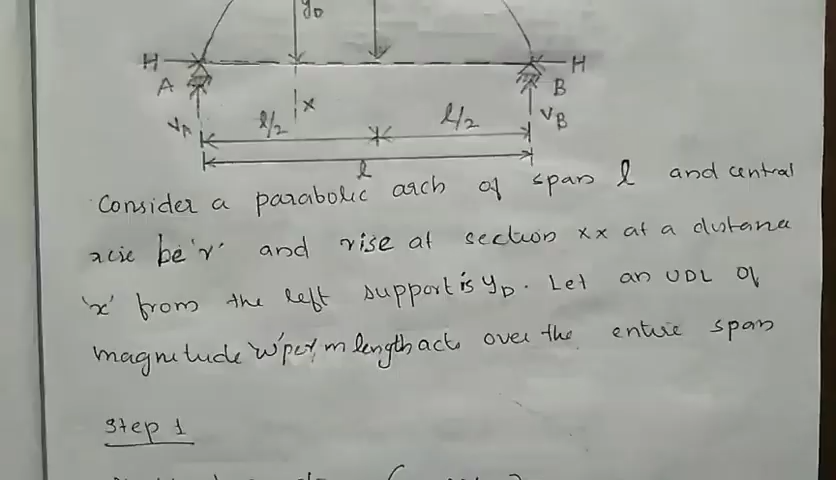 yD
H
H
A
B
x
VA
VB
l/2
l/2
l
Consider a parabolic arch of span l and central
rise be 'r' and rise at section xx at a distance
'x' from the left support is yD. Let an UDL of
magnitude 'w' per m length acts over the entire span
Step 1